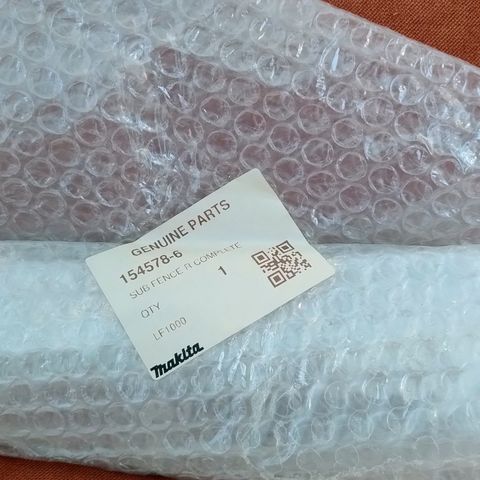 GENUINE PARTS
154578-6
SUB FENCE R COMPLETE
QTY 1
LF1000
makita